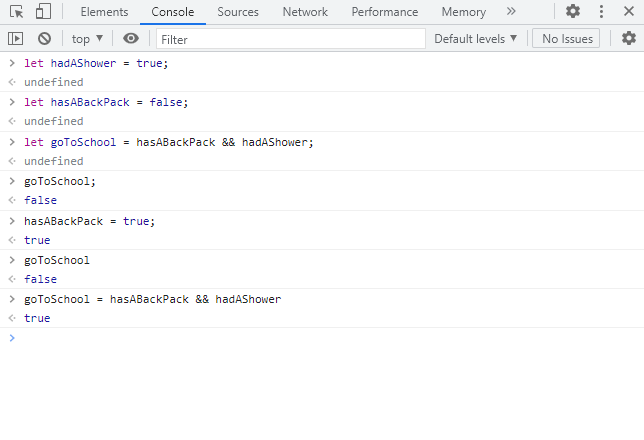 Elements Console Sources Network Performance Memory »
top ▼ Filter Default levels ▼ No Issues
> let hadAShower = true;
<· undefined
> let hasABackPack = false;
<· undefined
> let goToSchool = hasABackPack && hadAShower;
<· undefined
> goToSchool;
<· false
> hasABackPack = true;
<· true
> goToSchool
<· false
> goToSchool = hasABackPack && hadAShower
<· true
>